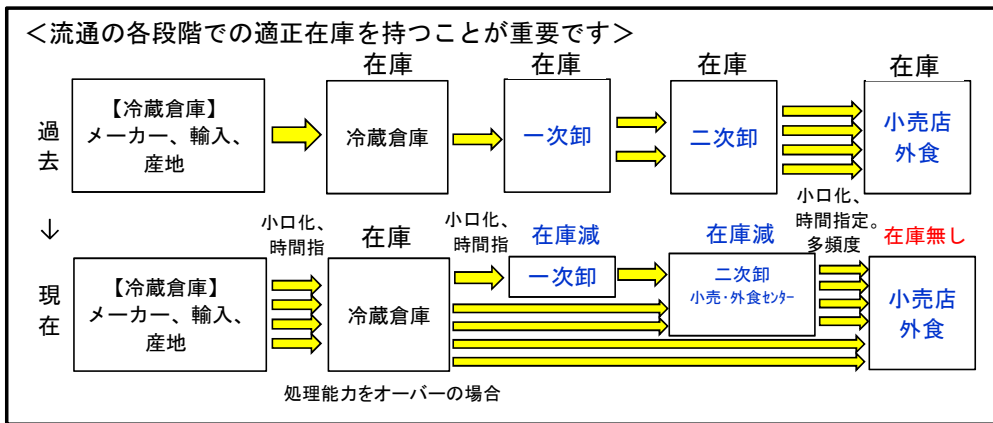 ＜流通の各段階での適正在庫を持つことが重要です＞
在庫
在庫
在庫
在庫
過去
【冷蔵倉庫】
メーカー、輸入、
産地
冷蔵倉庫
一次卸
二次卸
小売店
外食
↓
小口化、
時間指
在庫
小口化、
時間指
在庫減
在庫減
小口化、
時間指定。
多頻度
在庫無し
現在
【冷蔵倉庫】
メーカー、輸入、
産地
冷蔵倉庫
一次卸
二次卸
小売・外食ｾﾝﾀｰ
小売店
外食
処理能力をオーバーの場合